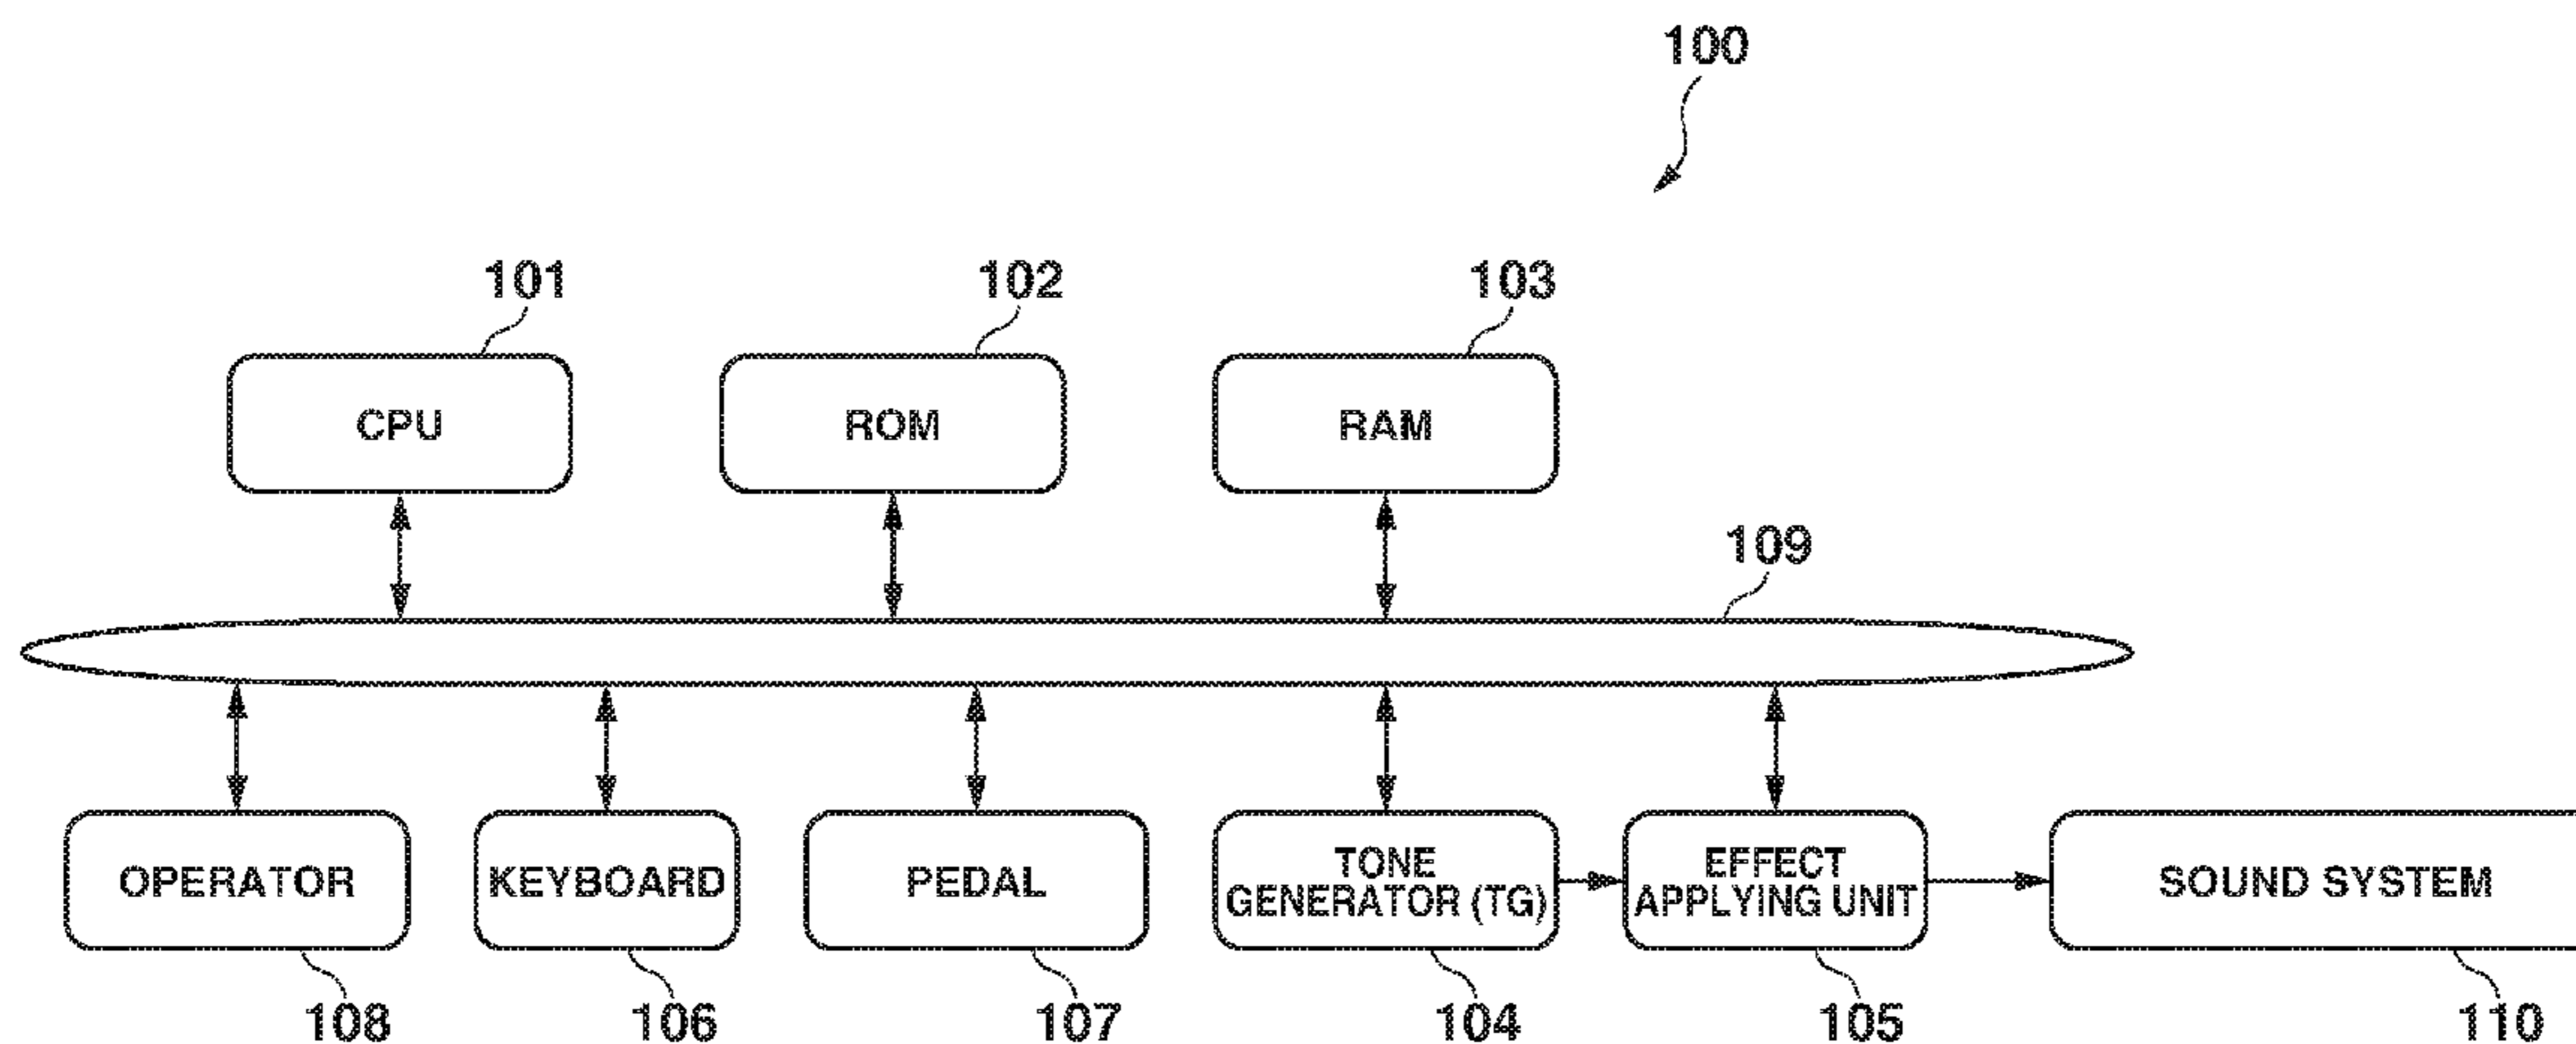 100
101
102
103
CPU
ROM
RAM
109
OPERATOR
KEYBOARD
PEDAL
TONE
GENERATOR (TG)
EFFECT
APPLYING UNIT
SOUND SYSTEM
108
106
107
104
105
110